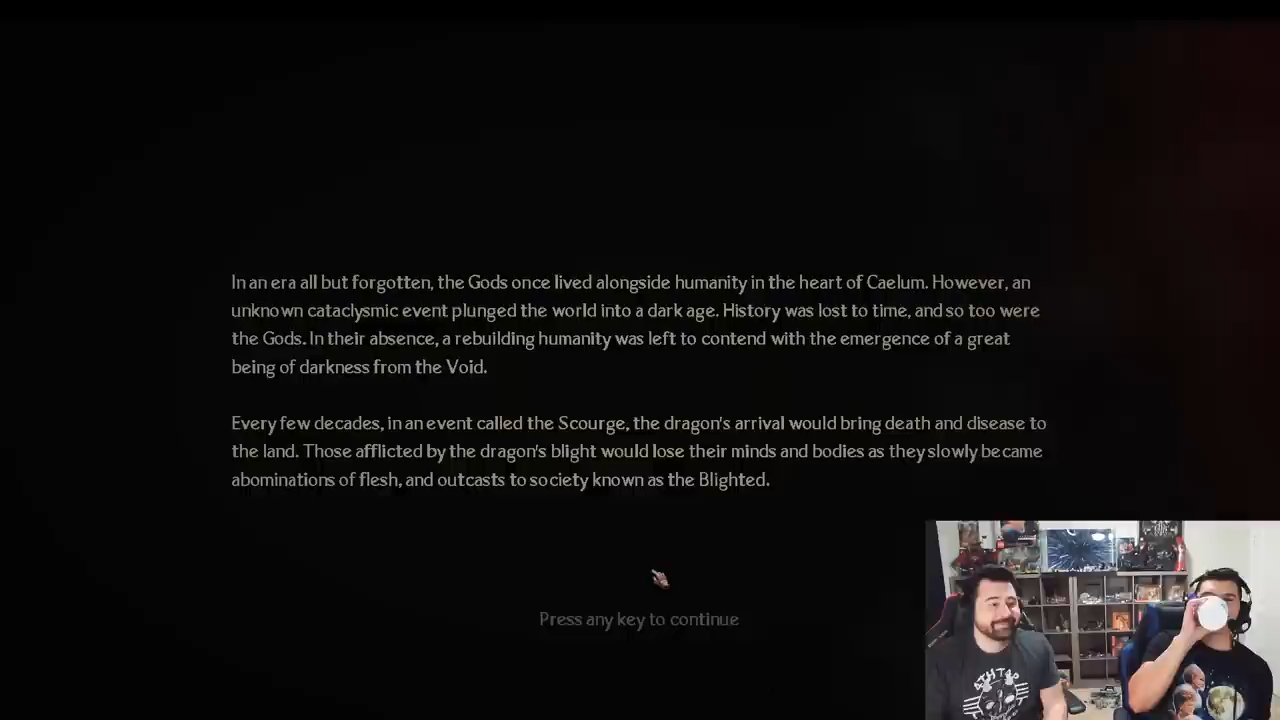 In an era all but forgotten, the Gods once lived alongside humanity in the heart of Caelum. However, an
unknown cataclysmic event plunged the world into a dark age. History was lost to time, and so too were
the Gods. In their absence, a rebuilding humanity was left to contend with the emergence of a great
being of darkness from the Void.
Every few decades, in an event called the Scourge, the dragon's arrival would bring death and disease to
the land. Those afflicted by the dragon's blight would lose their minds and bodies as they slowly became
abominations of flesh, and outcasts to society known as the Blighted.
Press any key to continue